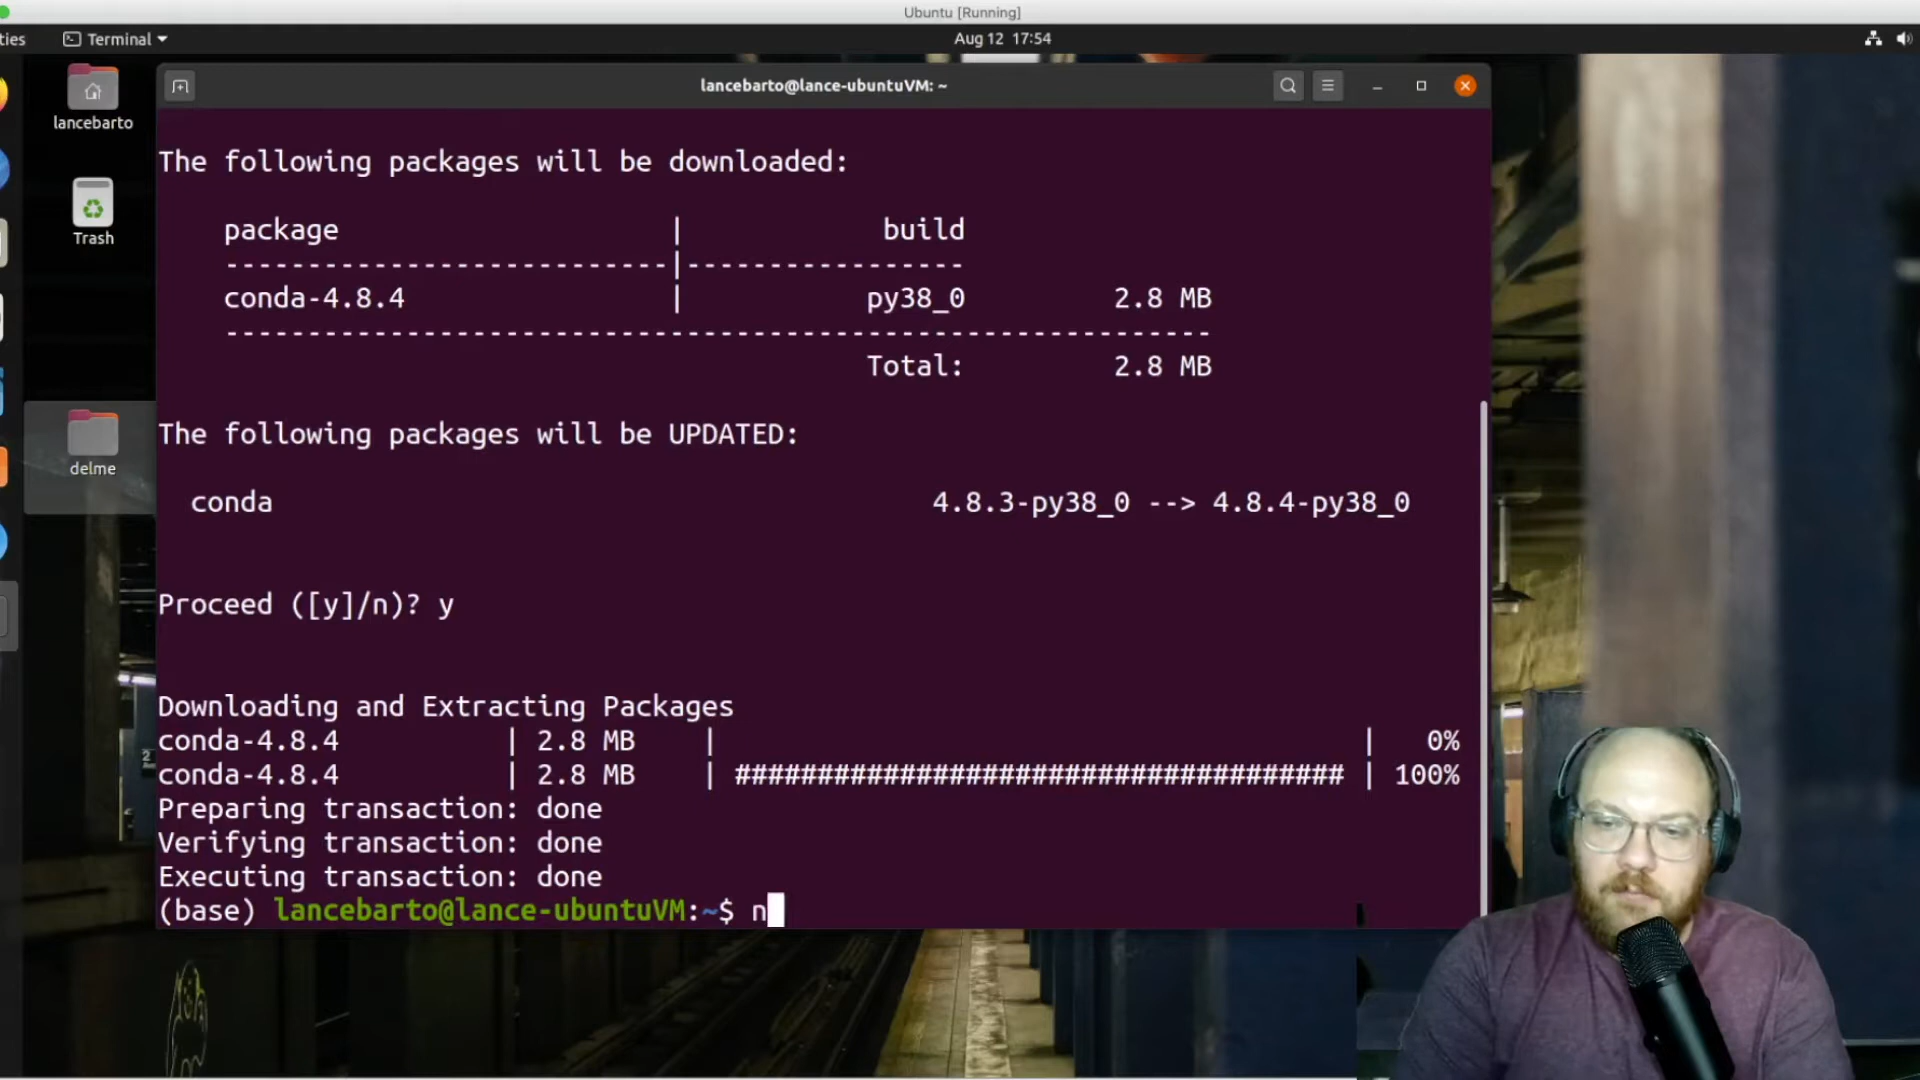 Ubuntu [Running]
ties
Terminal
Aug 12 17:54
lancebarto@lance-ubuntuVM: ~
lancebarto
Trash
delme
The following packages will be downloaded:
package | build
---------------------------|-----------------
conda-4.8.4 | py38_0 2.8 MB
------------------------------------------------------------
Total: 2.8 MB
The following packages will be UPDATED:
conda 4.8.3-py38_0 --> 4.8.4-py38_0
Proceed ([y]/n)? y
Downloading and Extracting Packages
conda-4.8.4 | 2.8 MB | | 0%
conda-4.8.4 | 2.8 MB | ##################################### | 100%
Preparing transaction: done
Verifying transaction: done
Executing transaction: done
(base) lancebarto@lance-ubuntuVM:~$ n